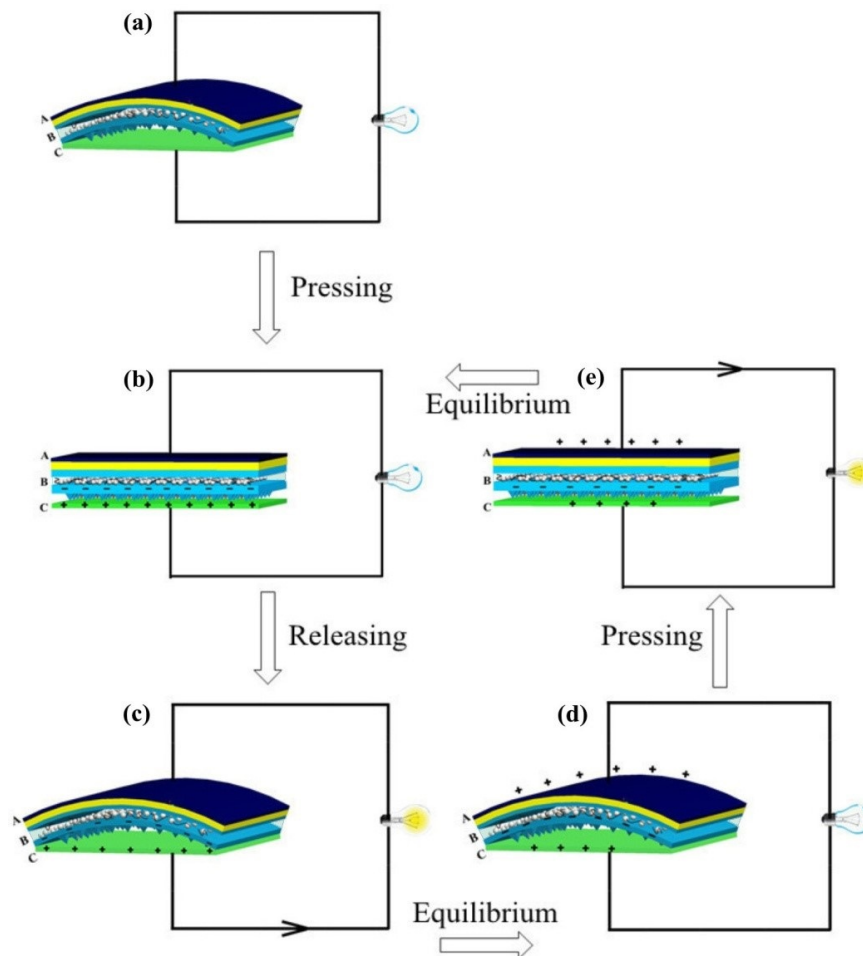 (a)
A
B
C
Pressing
(b)
A
B
C
Equilibrium
(e)
A
B
C
Releasing
Pressing
(c)
A
B
C
Equilibrium
(d)
A
B
C